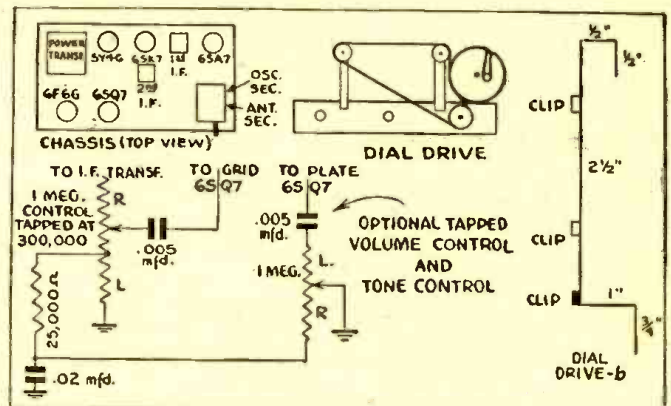 POWER
TRANSF.
5Y4G
6SK7
1st
I.F.
6SA7
2nd
I.F.
6F6G
6SQ7
OSC.
SEC.
ANT.
SEC.
CHASSIS (TOP VIEW)
DIAL DRIVE
TO I.F. TRANSF.
1 MEG.
CONTROL
TAPPED AT
300,000
R
L
TO GRID
6SQ7
.005
mfd.
25,000Ω
.02 mfd.
TO PLATE
6SQ7
.005
mfd.
1 MEG.
L.
R
OPTIONAL TAPPED
VOLUME CONTROL
AND
TONE CONTROL
1/2"
1/2"
CLIP
2 1/2"
CLIP
CLIP
1"
3/4"
DIAL
DRIVE-b